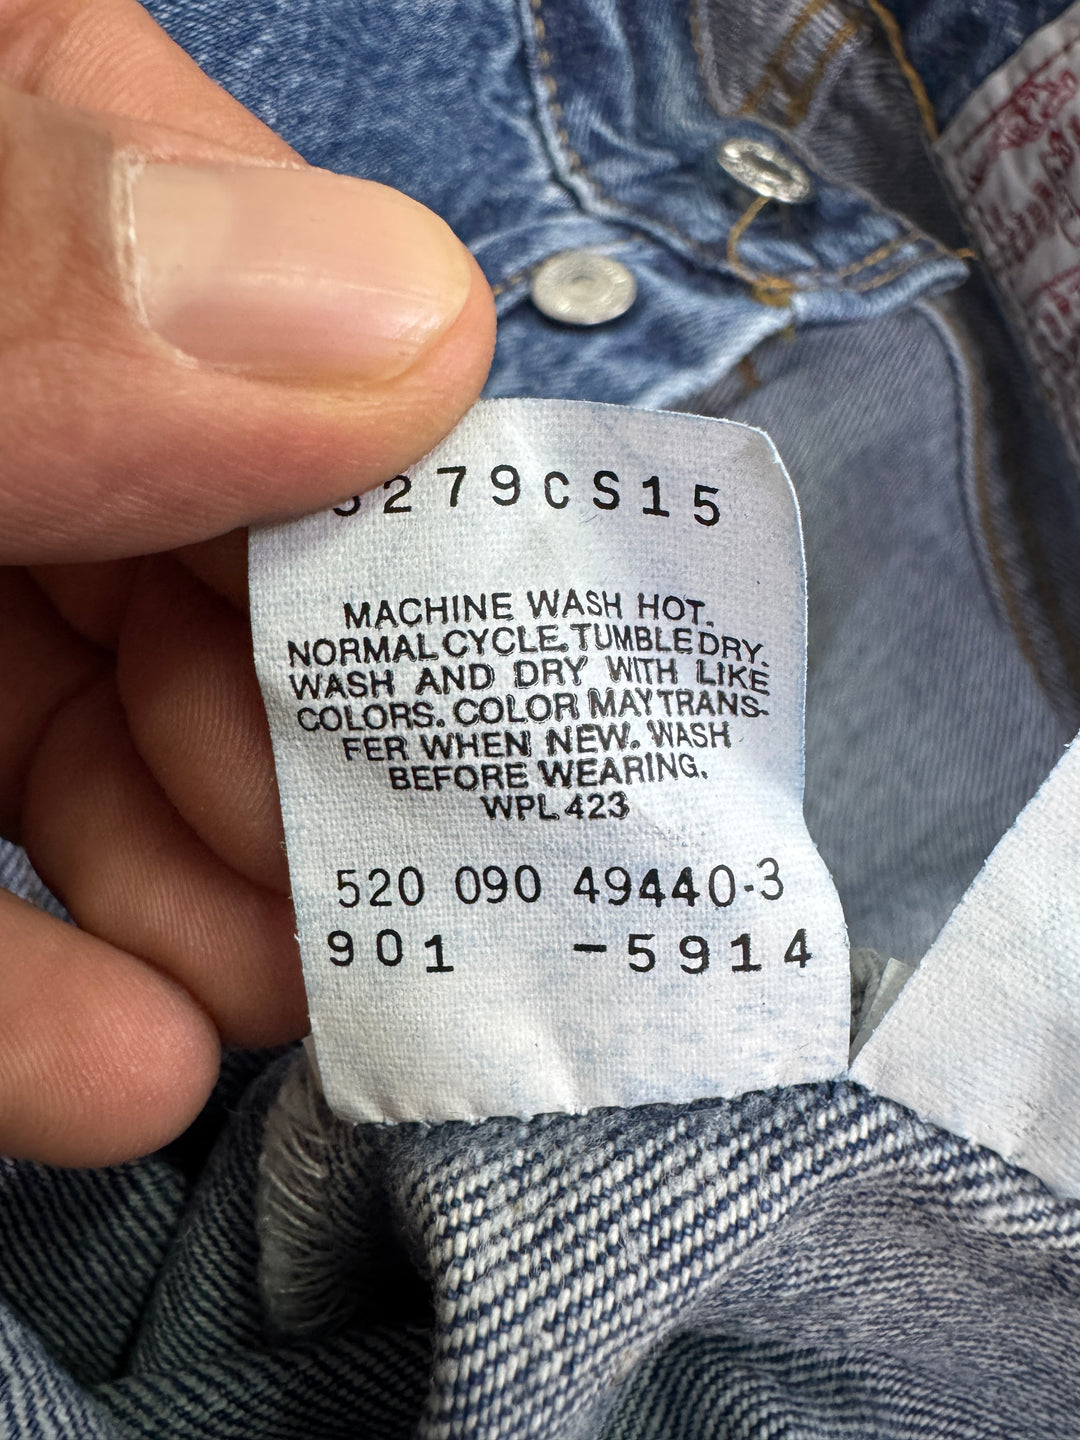 3279CS15
MACHINE WASH HOT.
NORMAL CYCLE. TUMBLE DRY.
WASH AND DRY WITH LIKE
COLORS. COLOR MAY TRANS-
FER WHEN NEW. WASH
BEFORE WEARING.
WPL 423
520 090 49440-3
901 -5914